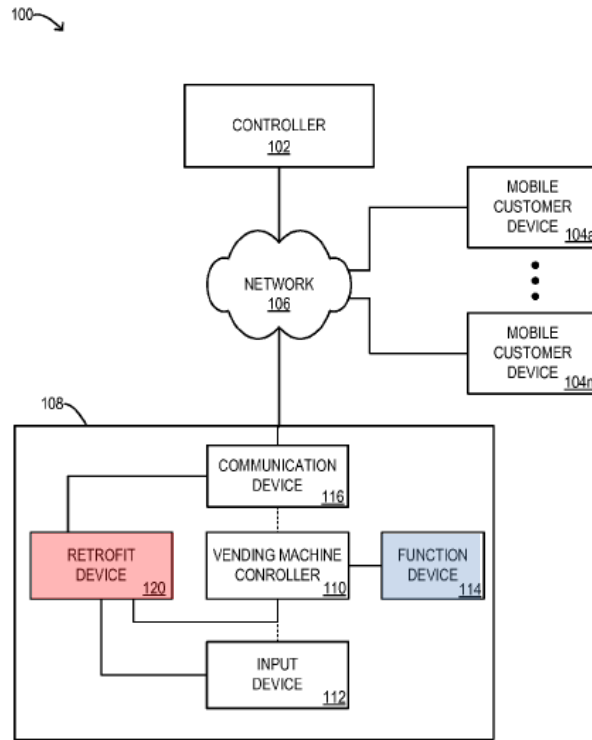 100
CONTROLLER
102
MOBILE
CUSTOMER
DEVICE
104a
NETWORK
106
MOBILE
CUSTOMER
DEVICE
104n
108
COMMUNICATION
DEVICE
116
RETROFIT
DEVICE
120
VENDING MACHINE
CONROLLER
110
FUNCTION
DEVICE
114
INPUT
DEVICE
112